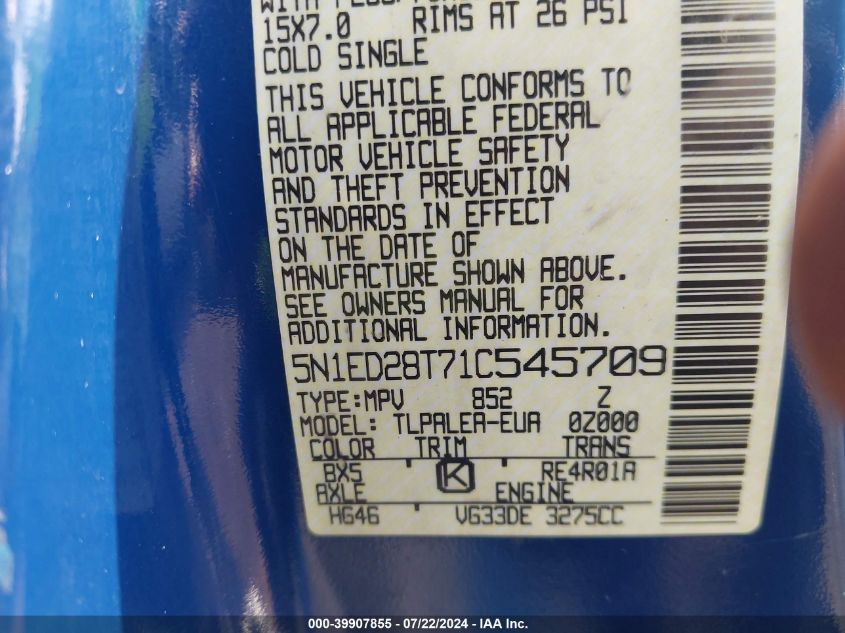 15X7.0 RIMS AT 26 PSI
COLD SINGLE
THIS VEHICLE CONFORMS TO
ALL APPLICABLE FEDERAL
MOTOR VEHICLE SAFETY
AND THEFT PREVENTION
STANDARDS IN EFFECT
ON THE DATE OF
MANUFACTURE SHOWN ABOVE.
SEE OWNERS MANUAL FOR
ADDITIONAL INFORMATION.
5N1ED28T71C545709
TYPE:MPV 852 Z
MODEL: TLPALEA-EUA 0Z000
COLOR TRIM TRANS
BX5 K RE4R01A
AXLE ENGINE
HG46 VG33DE 3275CC
000-39907855 / 07/22/2024 - IAA Inc.